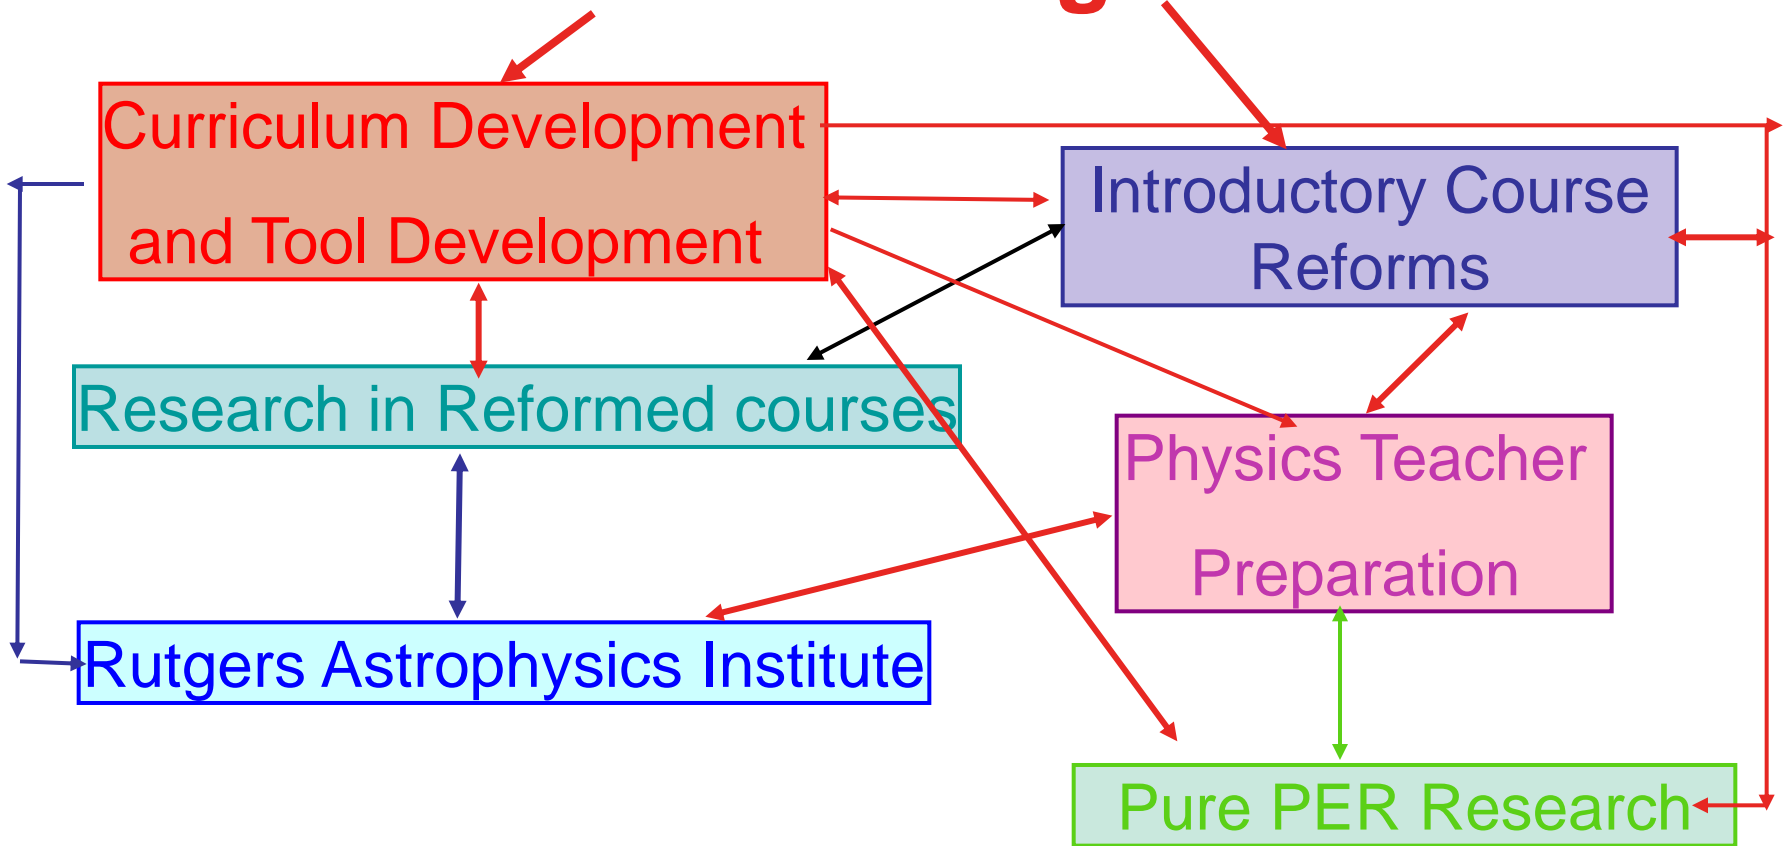 Curriculum Development
and Tool Development
Introductory Course
Reforms
Research in Reformed courses
Physics Teacher
Preparation
Rutgers Astrophysics Institute
Pure PER Research